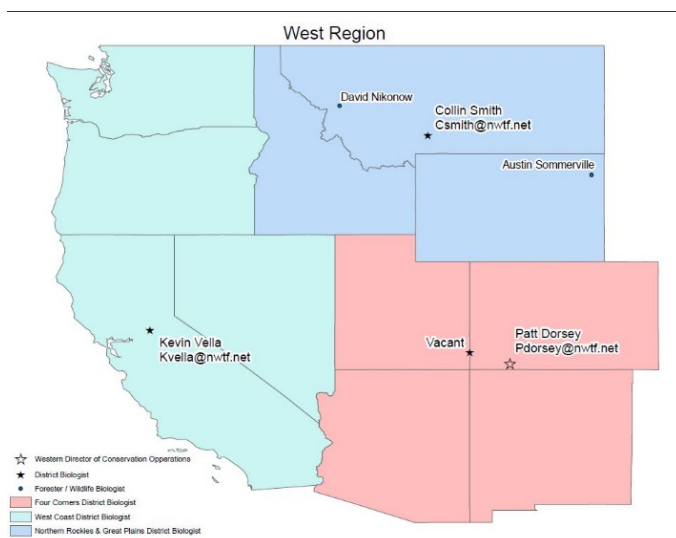 West Region
David Nikonow
Collin Smith
Csmith@nwtf.net
Austin Sommerville
Kevin Vella
Kvella@nwtf.net
Vacant
Patt Dorsey
Pdorsey@nwtf.net
Western Director of Conservation Opperations
District Biologist
Forester / Wildlife Biologist
Four Corners District Biologist
West Coast District Biologist
Northern Rockies & Great Plains District Biologist